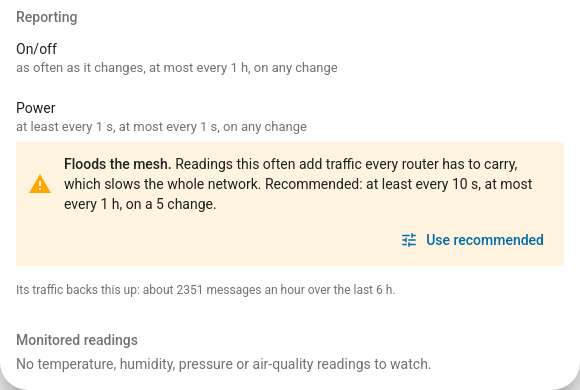 Reporting
On/off
as often as it changes, at most every 1 h, on any change
Power
at least every 1 s, at most every 1 s, on any change
Floods the mesh. Readings this often add traffic every router has to carry,
which slows the whole network. Recommended: at least every 10 s, at most
every 1 h, on a 5 change.
Use recommended
Its traffic backs this up: about 2351 messages an hour over the last 6 h.
Monitored readings
No temperature, humidity, pressure or air-quality readings to watch.